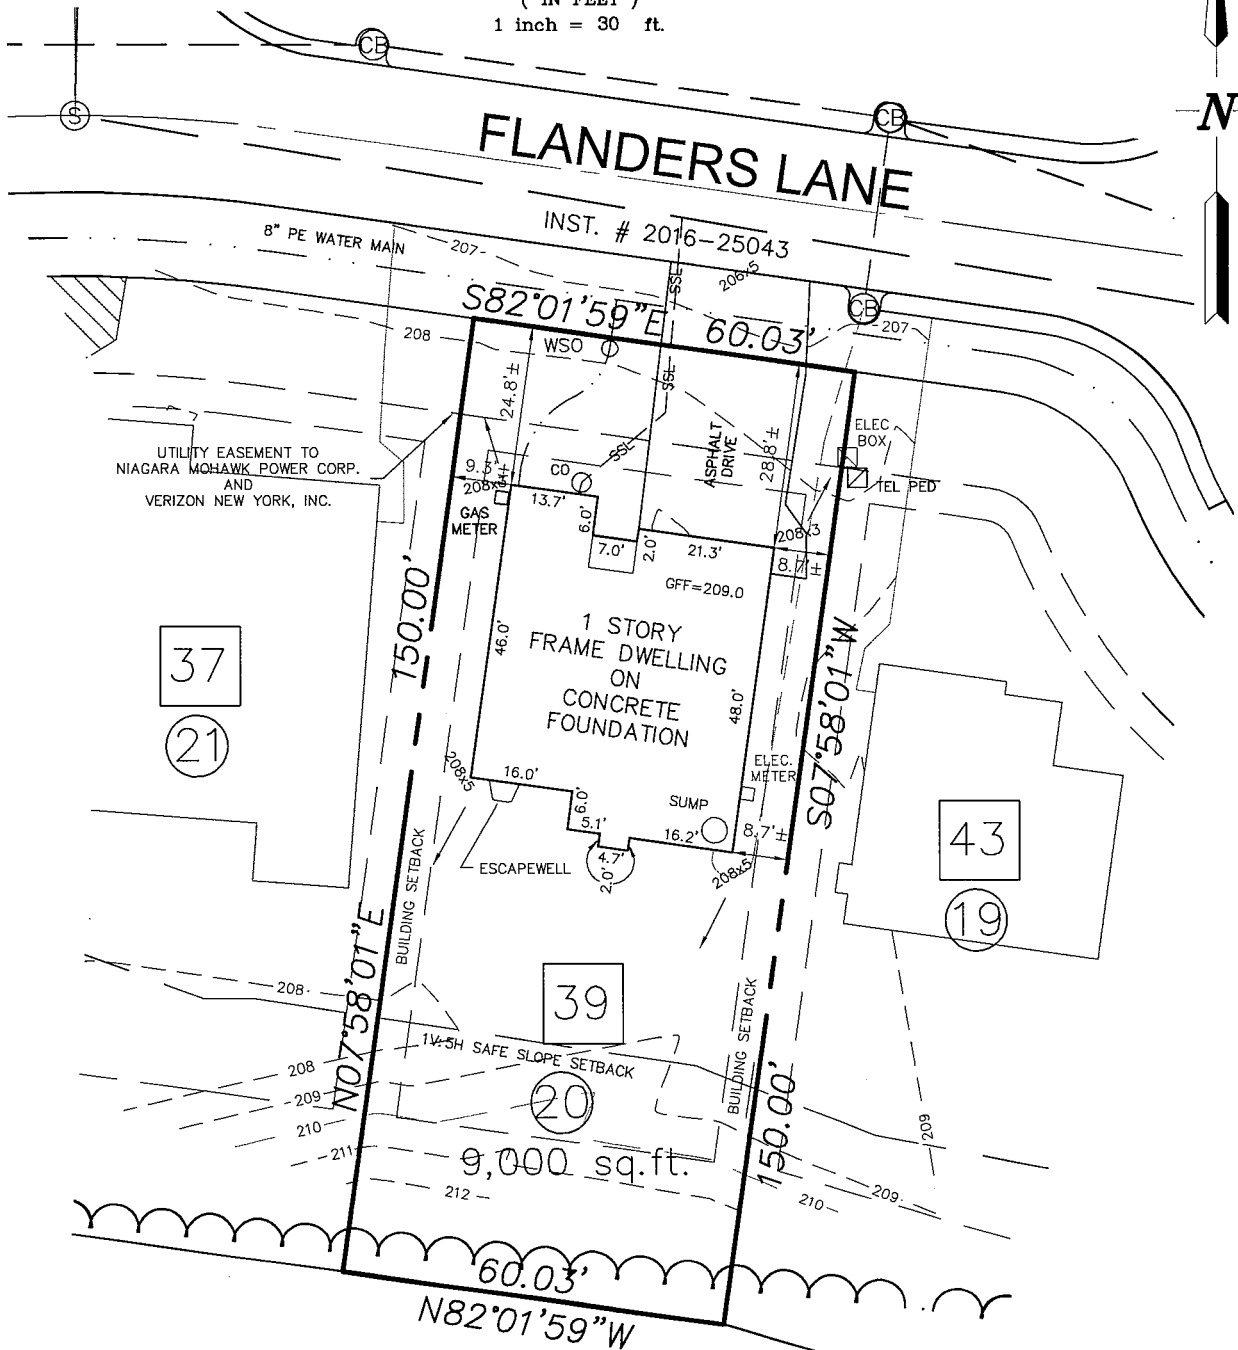 ( IN FEET )
1 inch = 30 ft.
CB
CB
S
N
FLANDERS LANE
INST. # 2016-25043
8" PE WATER MAIN
207
206x5
SSL
CB
S82°01'59"E 60.03'
207
208
WSO
24.8'±
SSL
ASPHALT
DRIVE
28.8'±
ELEC
BOX
UTILITY EASEMENT TO
NIAGARA MOHAWK POWER CORP.
AND
VERIZON NEW YORK, INC.
9.3'±
CO
SSL
TEL PED
13.7'
GAS
METER
6.0'
7.0'
2.0'
21.3'
208x3
8.7'±
GFF=209.0
150.00'
1 STORY
FRAME DWELLING
ON
CONCRETE
FOUNDATION
46.0'
48.0'
S07°58'01"W
37
21
208x5
16.0'
ELEC.
METER
6.0'
SUMP
5.1'
16.2'
8.7'±
4.7'
2.0'
208x5
ESCAPEWELL
43
19
BUILDING SETBACK
N07°58'01"E
208
39
BUILDING SETBACK
1V:5H SAFE SLOPE SETBACK
208
209
20
150.00'
209
210
211
9,000 sq.ft.
212
209
210
60.03'
N82°01'59"W